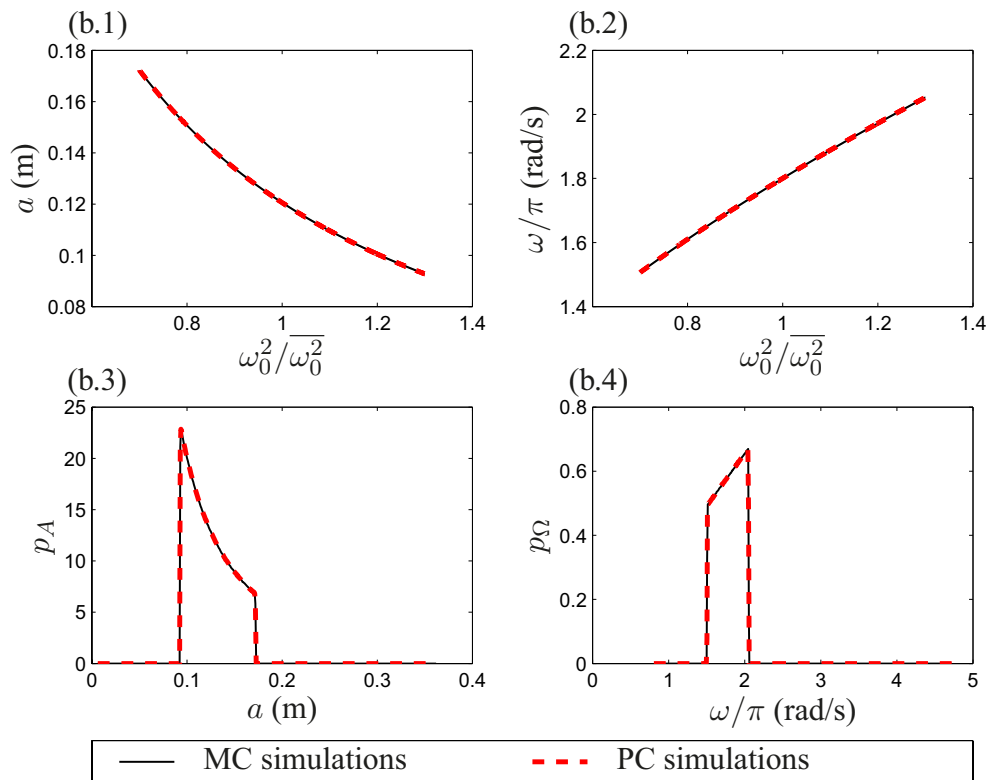 (b.1)
0.18
0.16
0.14
0.12
0.1
0.08
a (m)
0.8 1 1.2 1.4
ω₀²/\overline{ω₀²}
(b.2)
2.2
2
1.8
1.6
1.4
ω/π (rad/s)
0.8 1 1.2 1.4
ω₀²/\overline{ω₀²}
(b.3)
25
20
15
10
5
0
p_A
0 0.1 0.2 0.3 0.4
a (m)
(b.4)
0.8
0.6
0.4
0.2
0
p_Ω
0 1 2 3 4 5
ω/π (rad/s)
MC simulations
PC simulations